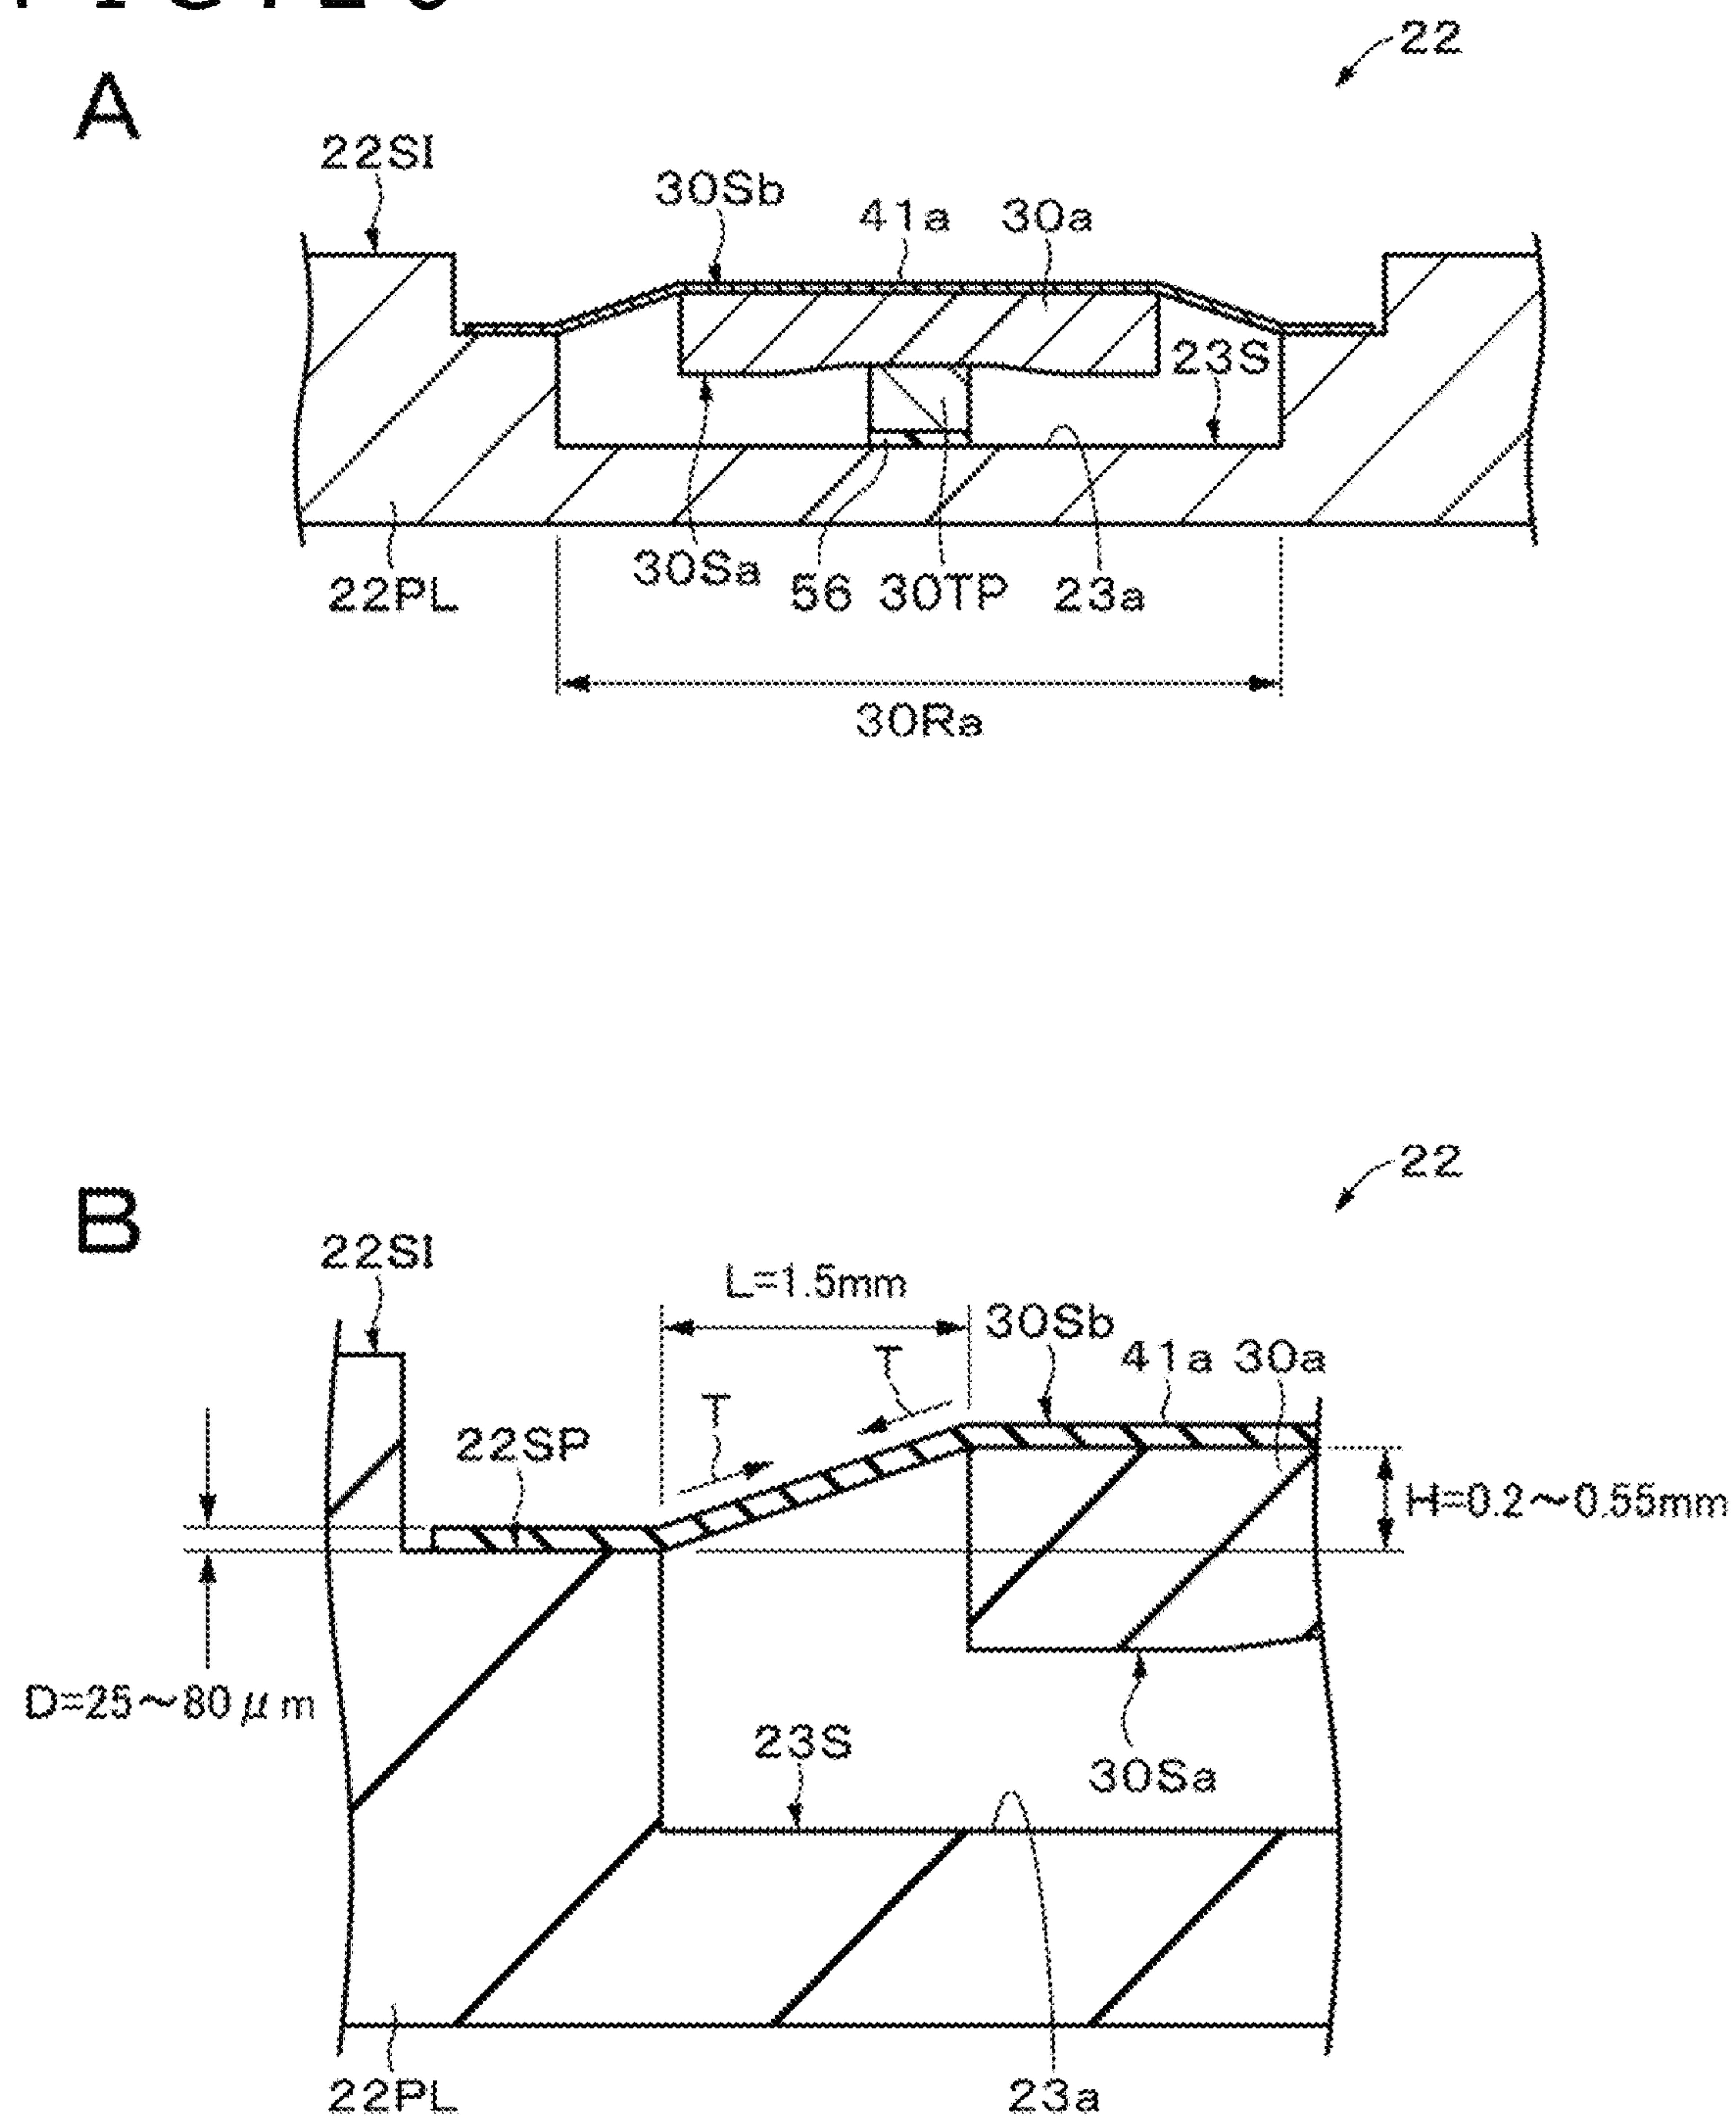 A
22
22SI
30Sb
41a
30a
23S
30Sa
56
30TP
23a
22PL
30Ra
B
22
22SI
L=1.5mm
30Sb
41a
30a
T
T
22SP
H=0.2～0.55mm
D=25～80μm
23S
30Sa
22PL
23a